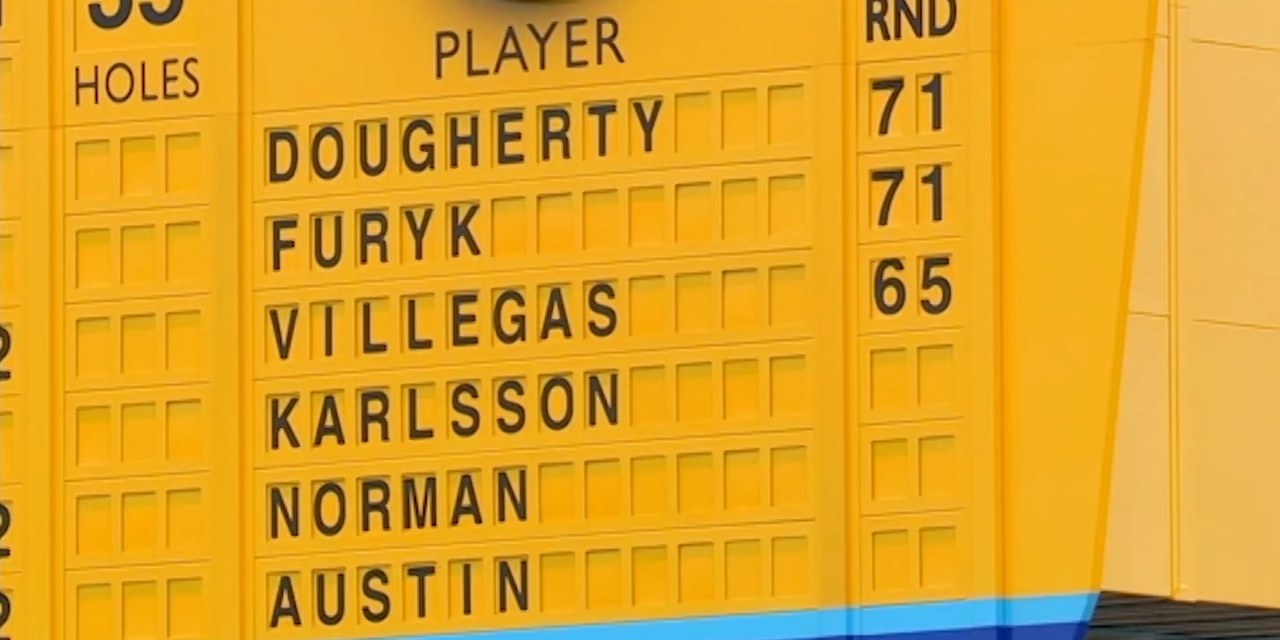 HOLES PLAYER RND
DOUGHERTY 71
FURYK 71
VILLEGAS 65
KARLSSON
NORMAN
AUSTIN